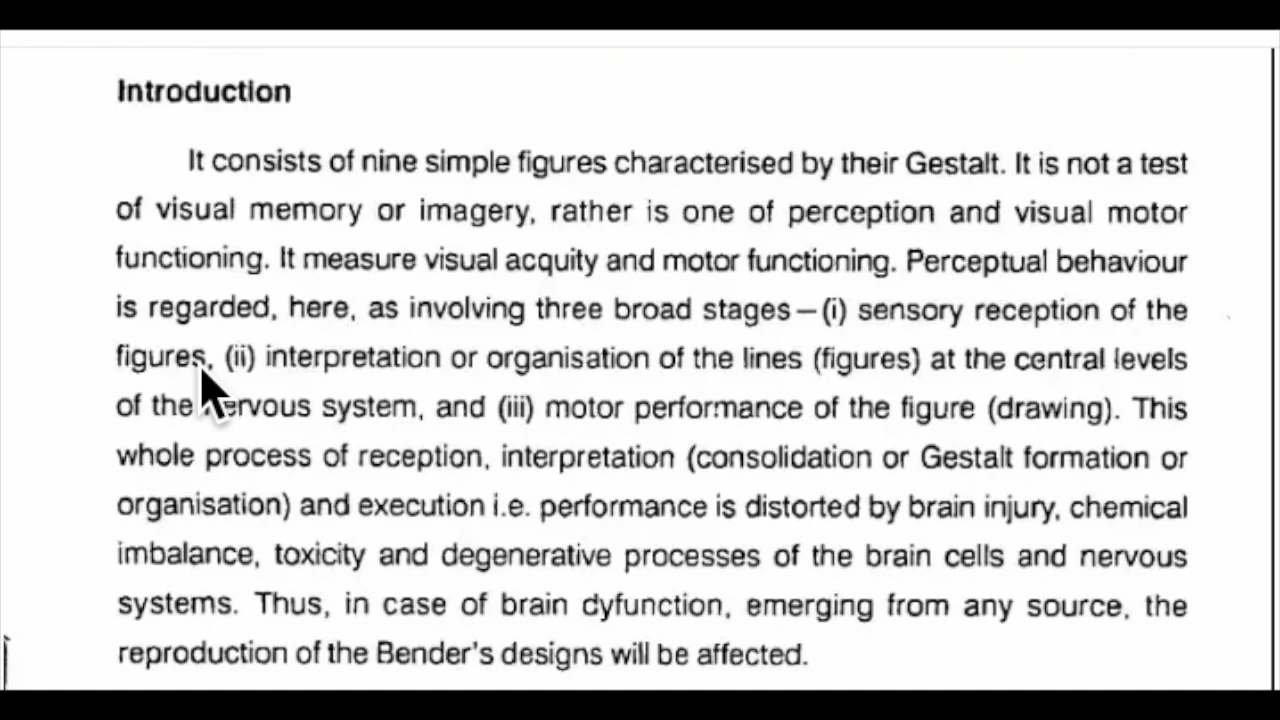 Introduction
It consists of nine simple figures characterised by their Gestalt. It is not a test
of visual memory or imagery, rather is one of perception and visual motor
functioning. It measure visual acquity and motor functioning. Perceptual behaviour
is regarded, here, as involving three broad stages – (i) sensory reception of the
figures, (ii) interpretation or organisation of the lines (figures) at the central levels
of the nervous system, and (iii) motor performance of the figure (drawing). This
whole process of reception, interpretation (consolidation or Gestalt formation or
organisation) and execution i.e. performance is distorted by brain injury, chemical
imbalance, toxicity and degenerative processes of the brain cells and nervous
systems. Thus, in case of brain dyfunction, emerging from any source, the
reproduction of the Bender's designs will be affected.